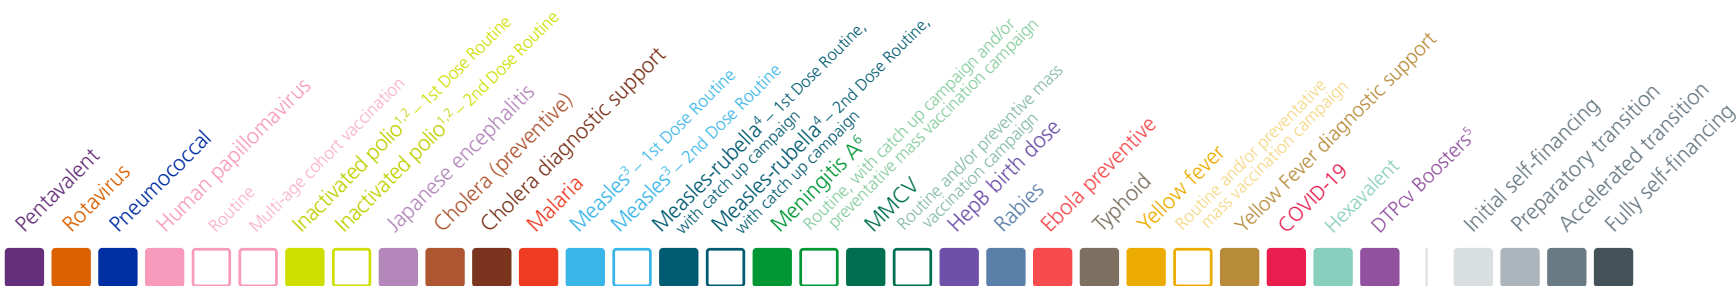 Pentavalent
Rotavirus
Pneumococcal
Human papillomavirus
Routine
Multi-age cohort vaccination
Inactivated polio¹·² – 1st Dose Routine
Inactivated polio¹·² – 2nd Dose Routine
Japanese encephalitis
Cholera (preventive)
Cholera diagnostic support
Malaria
Measles³ – 1st Dose Routine
Measles³ – 2nd Dose Routine
Measles-rubella⁴ – 1st Dose Routine,
with catch up campaign
Measles-rubella⁴ – 2nd Dose Routine,
with catch up campaign
Meningitis A⁶
Routine, with catch up campaign and/or
preventative mass vaccination campaign
MMCV
Routine and/or preventive mass
vaccination campaign
HepB birth dose
Rabies
Ebola preventive
Typhoid
Yellow fever
Routine and/or preventative
mass vaccination campaign
Yellow Fever diagnostic support
COVID-19
Hexavalent
DTPcv Boosters⁵
Initial self-financing
Preparatory transition
Accelerated transition
Fully self-financing